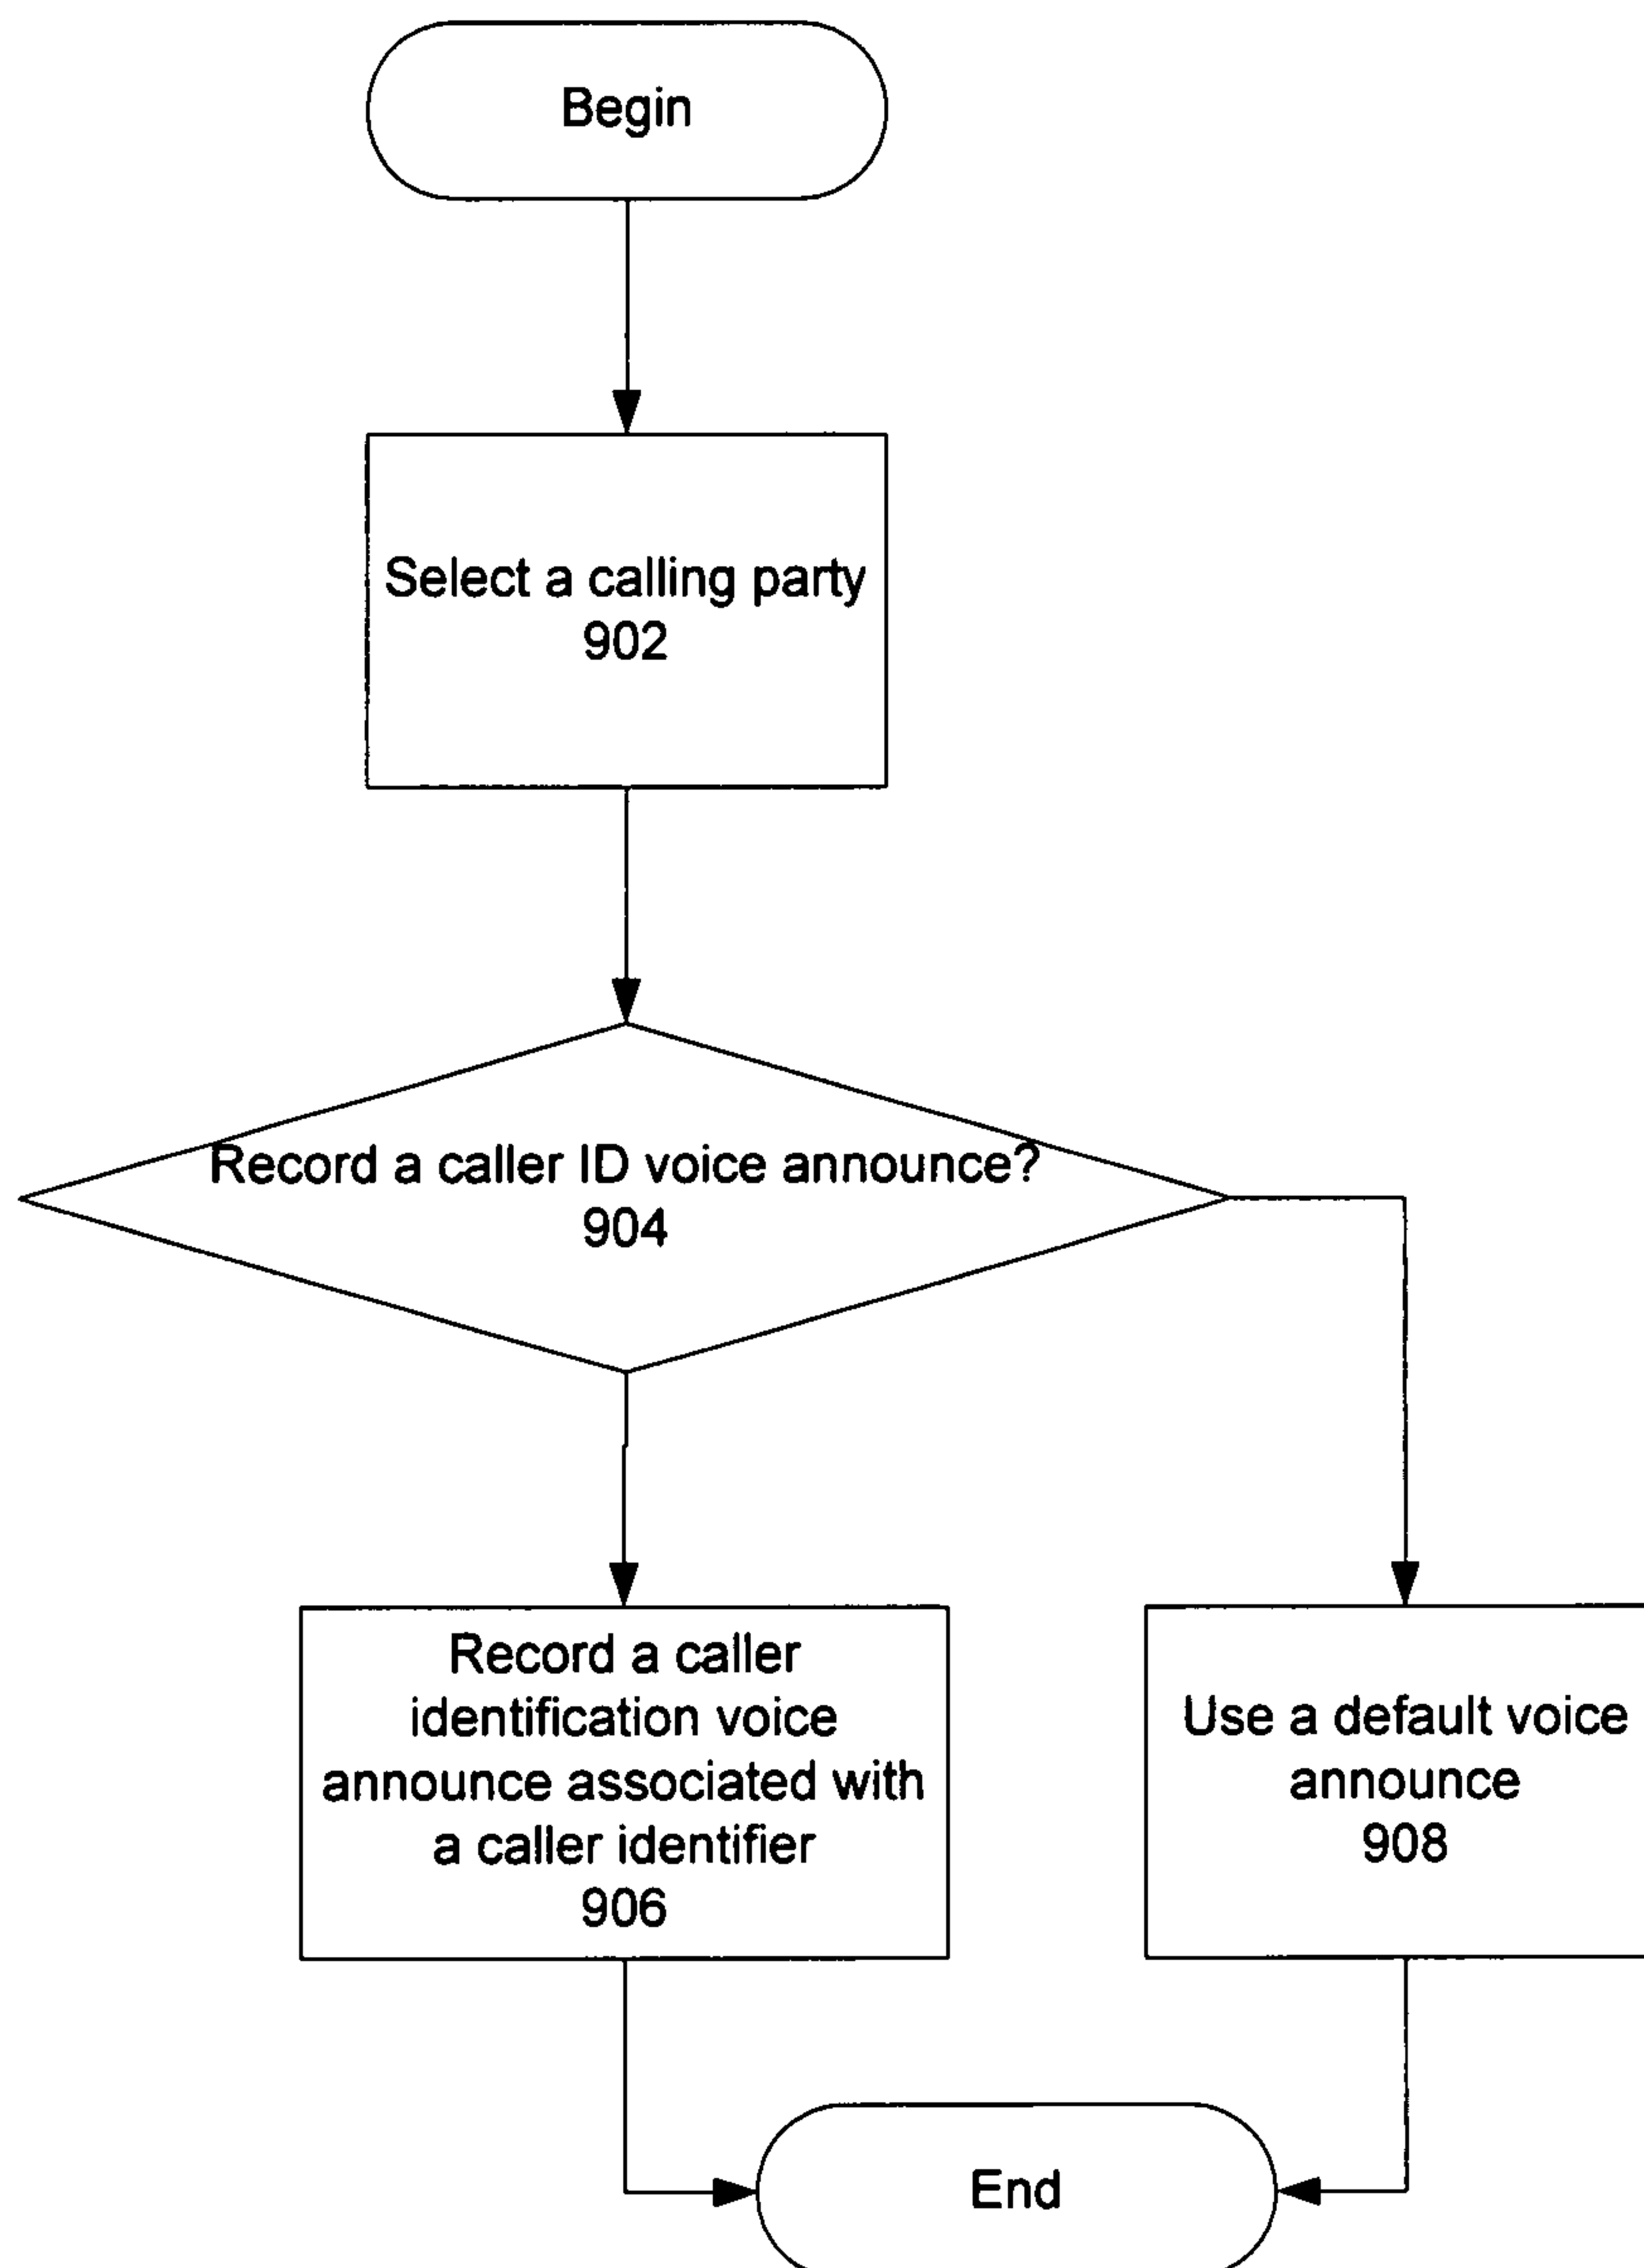 Begin
Select a calling party
902
Record a caller ID voice announce?
904
Record a caller
identification voice
announce associated with
a caller identifier
906
Use a default voice
announce
908
End